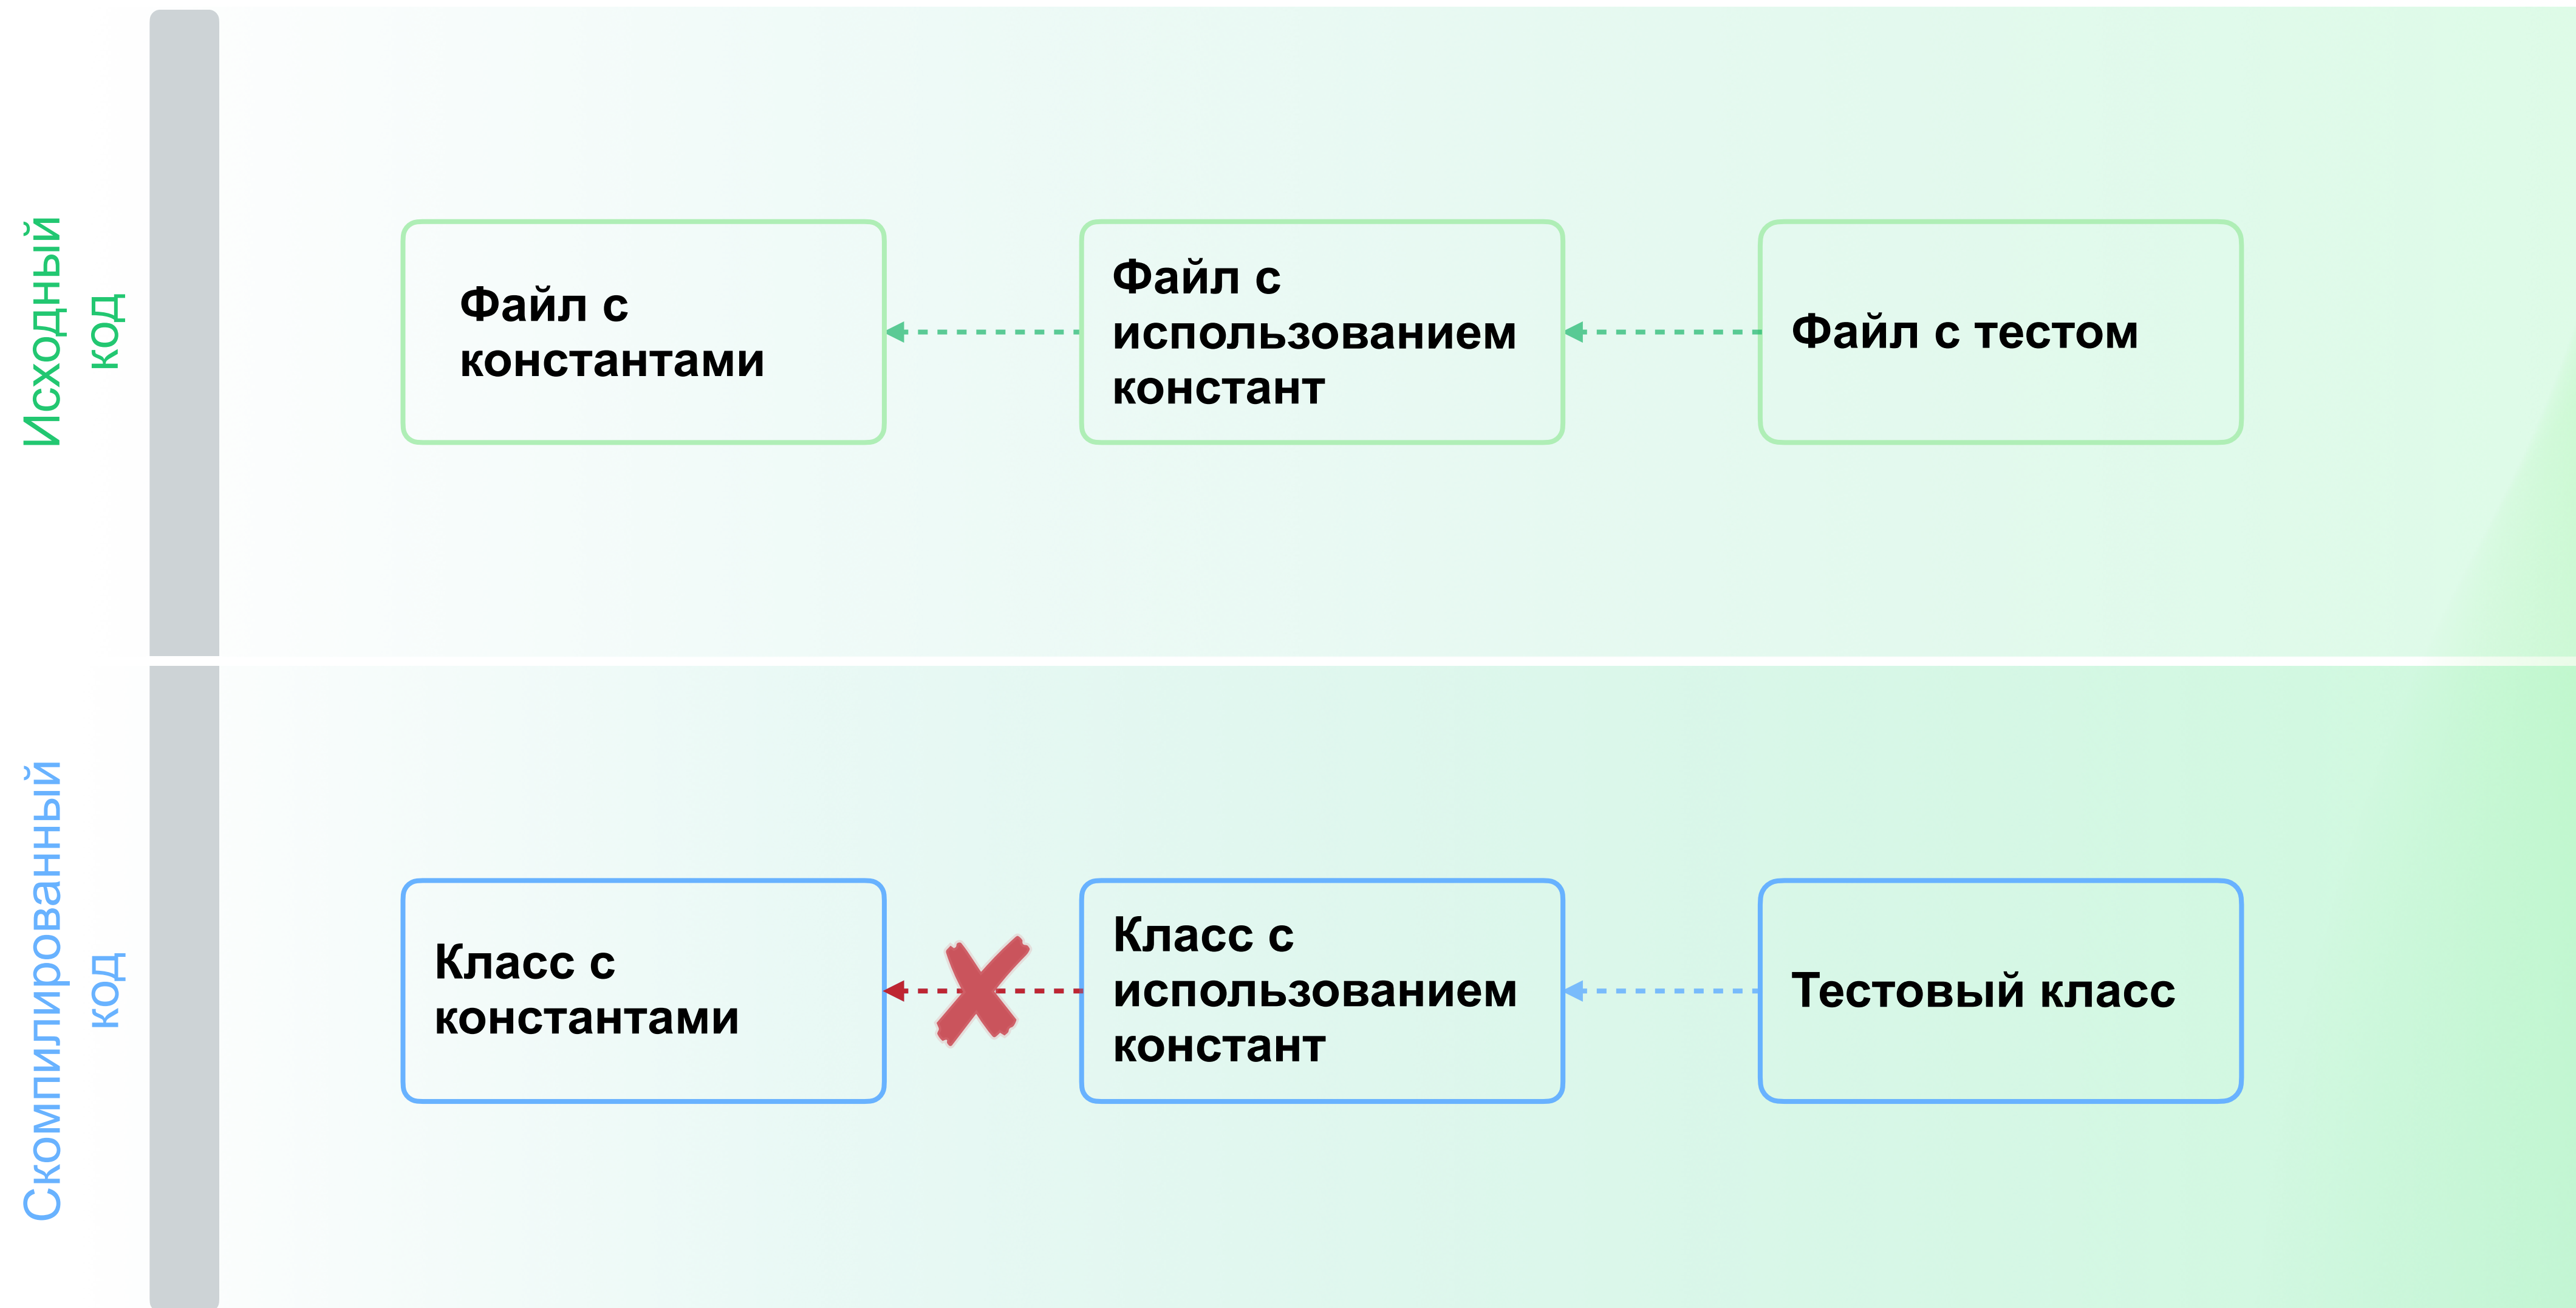 Исходный
код
Файл с
константами
Файл с
использованием
констант
Файл с тестом
Скомпилированный
код
Класс с
константами
Класс с
использованием
констант
Тестовый класс